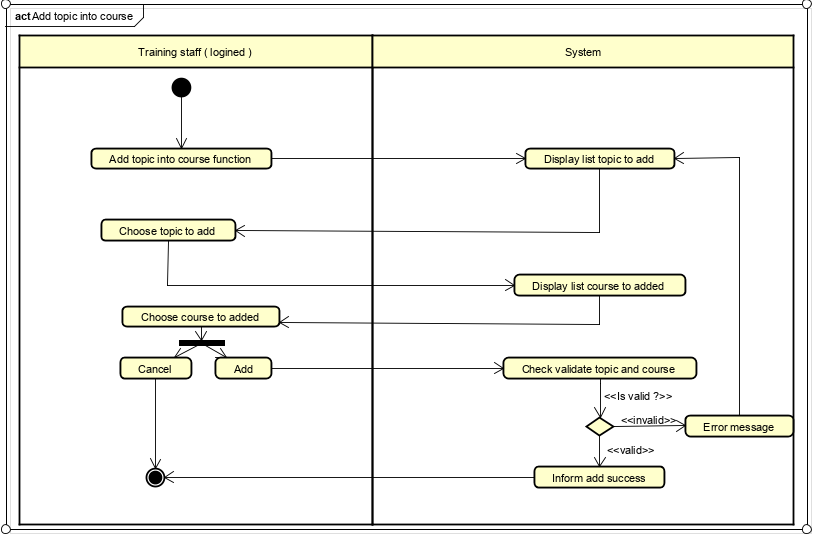 act Add topic into course
Training staff ( logined )
System
Add topic into course function
Display list topic to add
Choose topic to add
Display list course to added
Choose course to added
Cancel
Add
Check validate topic and course
<<Is valid ?>>
<<invalid>>
Error message
<<valid>>
Inform add success